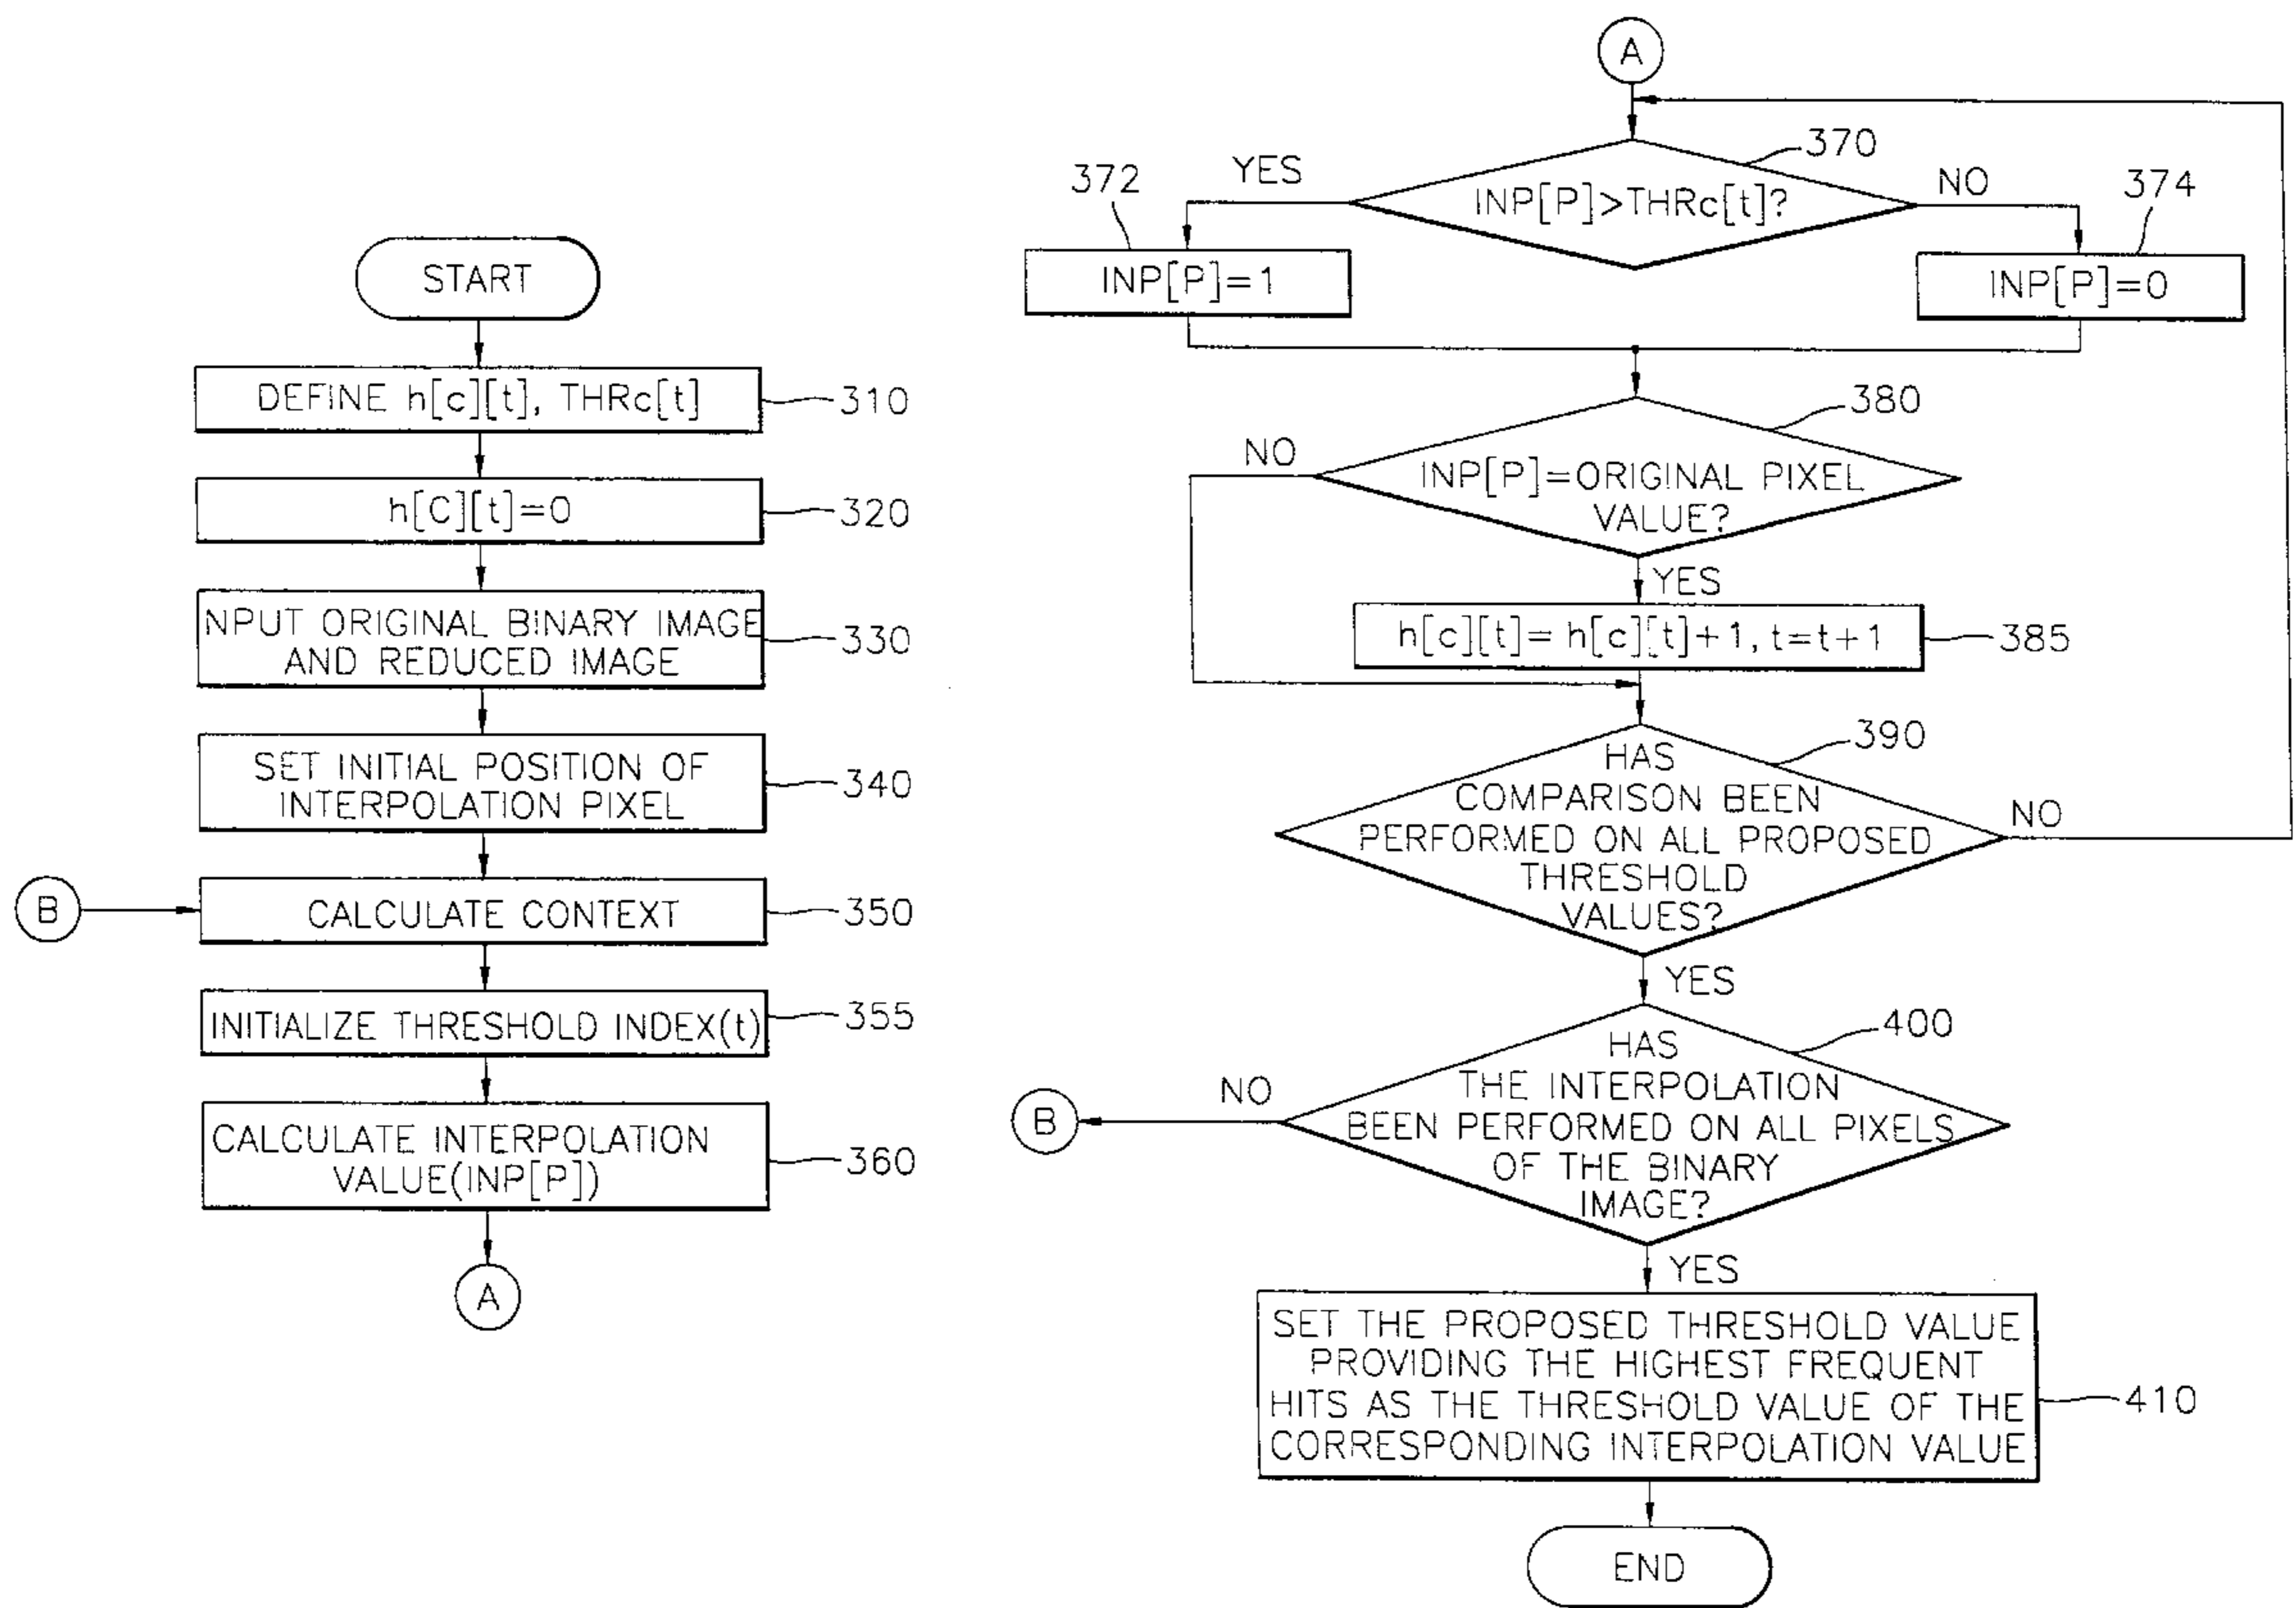 START
DEFINE h[c][t], THRc[t]
310
h[C][t]=0
320
NPUT ORIGINAL BINARY IMAGE
AND REDUCED IMAGE
330
SET INITIAL POSITION OF
INTERPOLATION PIXEL
340
B
CALCULATE CONTEXT
350
INITIALIZE THRESHOLD INDEX(t)
355
CALCULATE INTERPOLATION
VALUE(INP[P])
360
A
A
370
INP[P]>THRc[t]?
YES
NO
372
INP[P]=1
374
INP[P]=0
380
INP[P]=ORIGINAL PIXEL
VALUE?
NO
YES
h[c][t]= h[c][t]+1, t=t+1
385
390
HAS
COMPARISON BEEN
PERFORMED ON ALL PROPOSED
THRESHOLD
VALUES?
NO
YES
400
HAS
THE INTERPOLATION
BEEN PERFORMED ON ALL PIXELS
OF THE BINARY
IMAGE?
NO
B
YES
SET THE PROPOSED THRESHOLD VALUE
PROVIDING THE HIGHEST FREQUENT
HITS AS THE THRESHOLD VALUE OF THE
CORRESPONDING INTERPOLATION VALUE
410
END